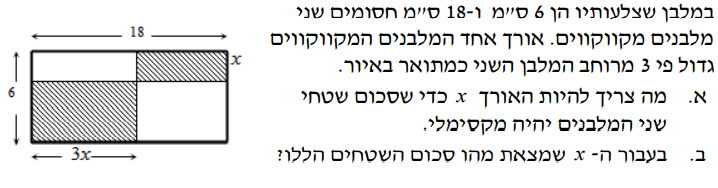 במלבן שצלעותיו הן 6 ס״מ ו-18 ס״מ חסומים שני
מלבנים מקווקווים. אורך אחד המלבנים המקווקווים
גדול פי 3 מרוחב המלבן השני כמתואר באיור.
א. מה צריך להיות האורך x כדי שסכום שטחי
שני המלבנים יהיה מקסימלי.
ב. בעבור ה- x שמצאת מהו סכום השטחים הללו?
18
x
6
3x